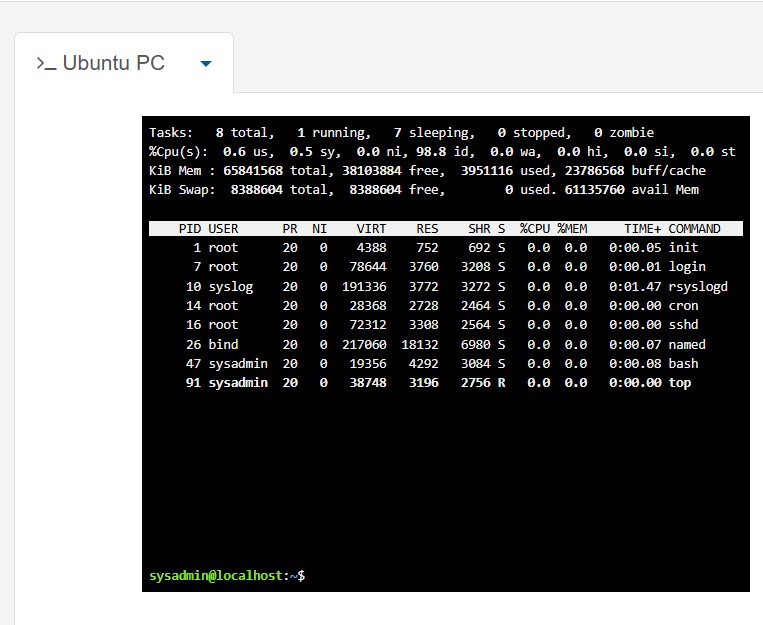 >_ Ubuntu PC
Tasks:   8 total,   1 running,   7 sleeping,   0 stopped,   0 zombie
%Cpu(s):  0.6 us,  0.5 sy,  0.0 ni, 98.8 id,  0.0 wa,  0.0 hi,  0.0 si,  0.0 st
KiB Mem : 65841568 total, 38103884 free,  3951116 used, 23786568 buff/cache
KiB Swap:  8388604 total,  8388604 free,        0 used. 61135760 avail Mem
PID USER      PR  NI    VIRT    RES    SHR S  %CPU %MEM     TIME+ COMMAND
1 root      20   0    4388    752    692 S   0.0  0.0   0:00.05 init
7 root      20   0   78644   3760   3208 S   0.0  0.0   0:00.01 login
10 syslog    20   0  191336   3772   3272 S   0.0  0.0   0:01.47 rsyslogd
14 root      20   0   28368   2728   2464 S   0.0  0.0   0:00.00 cron
16 root      20   0   72312   3308   2564 S   0.0  0.0   0:00.00 sshd
26 bind      20   0  217060  18132   6980 S   0.0  0.0   0:00.07 named
47 sysadmin  20   0   19356   4292   3084 S   0.0  0.0   0:00.08 bash
91 sysadmin  20   0   38748   3196   2756 R   0.0  0.0   0:00.00 top
sysadmin@localhost:~$